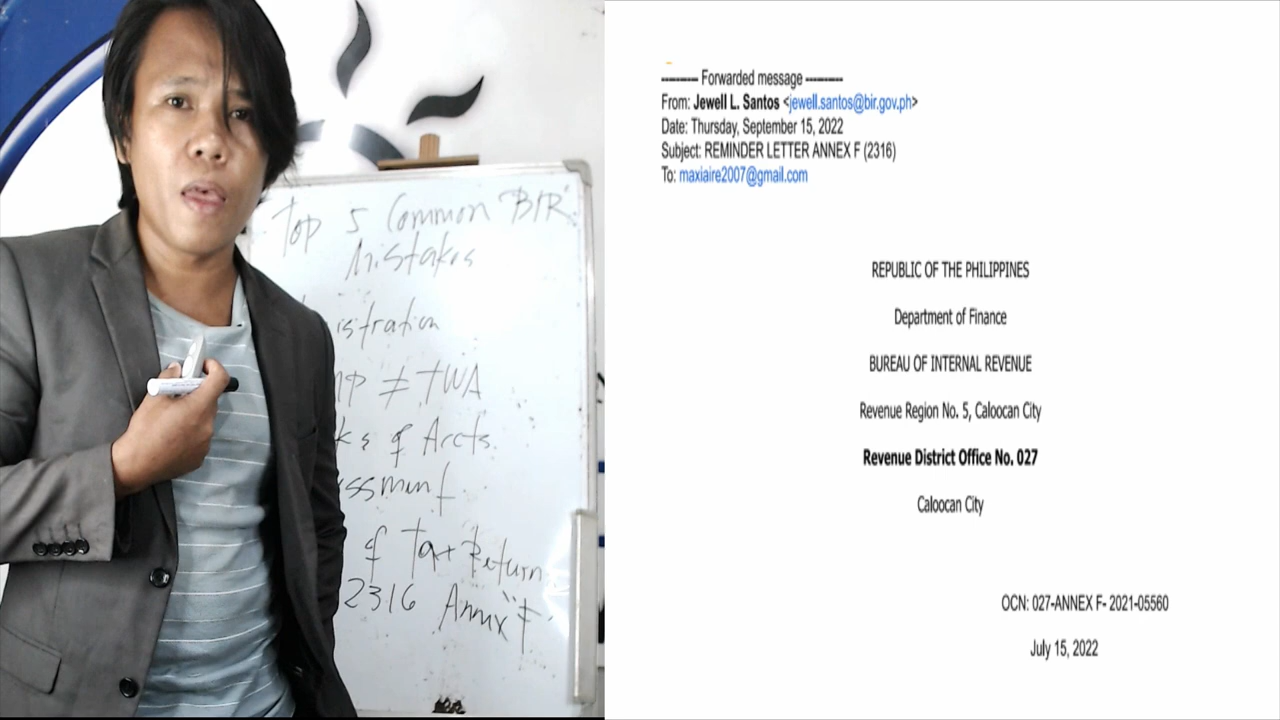 Top 5 Common BIR
Mistakes
istration
≠ TWA
ks of Accts.
ssment
of Tax Return
2316 Annex "F"
---------- Forwarded message ----------
From: Jewell L. Santos <jewell.santos@bir.gov.ph>
Date: Thursday, September 15, 2022
Subject: REMINDER LETTER ANNEX F (2316)
To: maxiaire2007@gmail.com
REPUBLIC OF THE PHILIPPINES
Department of Finance
BUREAU OF INTERNAL REVENUE
Revenue Region No. 5, Caloocan City
Revenue District Office No. 027
Caloocan City
OCN: 027-ANNEX F- 2021-05560
July 15, 2022